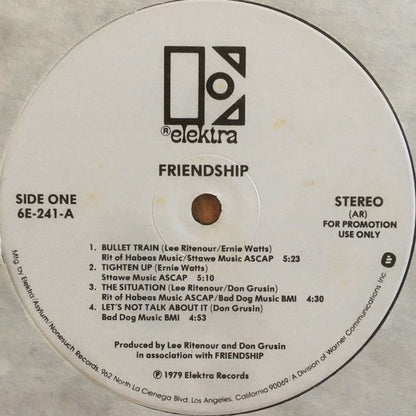 ® elektra
FRIENDSHIP
SIDE ONE
6E-241-A
STEREO
(AR)
FOR PROMOTION
USE ONLY
1. BULLET TRAIN (Lee Ritenour/Ernie Watts)
Rit of Habeas Music/Sttawe Music ASCAP 5:23
2. TIGHTEN UP (Ernie Watts)
Sttawe Music ASCAP 5:10
3. THE SITUATION (Lee Ritenour/Don Grusin)
Rit of Habeas Music ASCAP/Bad Dog Music BMI 4:30
4. LET'S NOT TALK ABOUT IT (Don Grusin)
Bad Dog Music BMI 4:53
Produced by Lee Ritenour and Don Grusin
in association with FRIENDSHIP
℗ 1979 Elektra Records
Mfg. by Elektra/Asylum/Nonesuch Records, 962 North La Cienega Blvd., Los Angeles, California 90069/A Division of Warner Communications Inc.